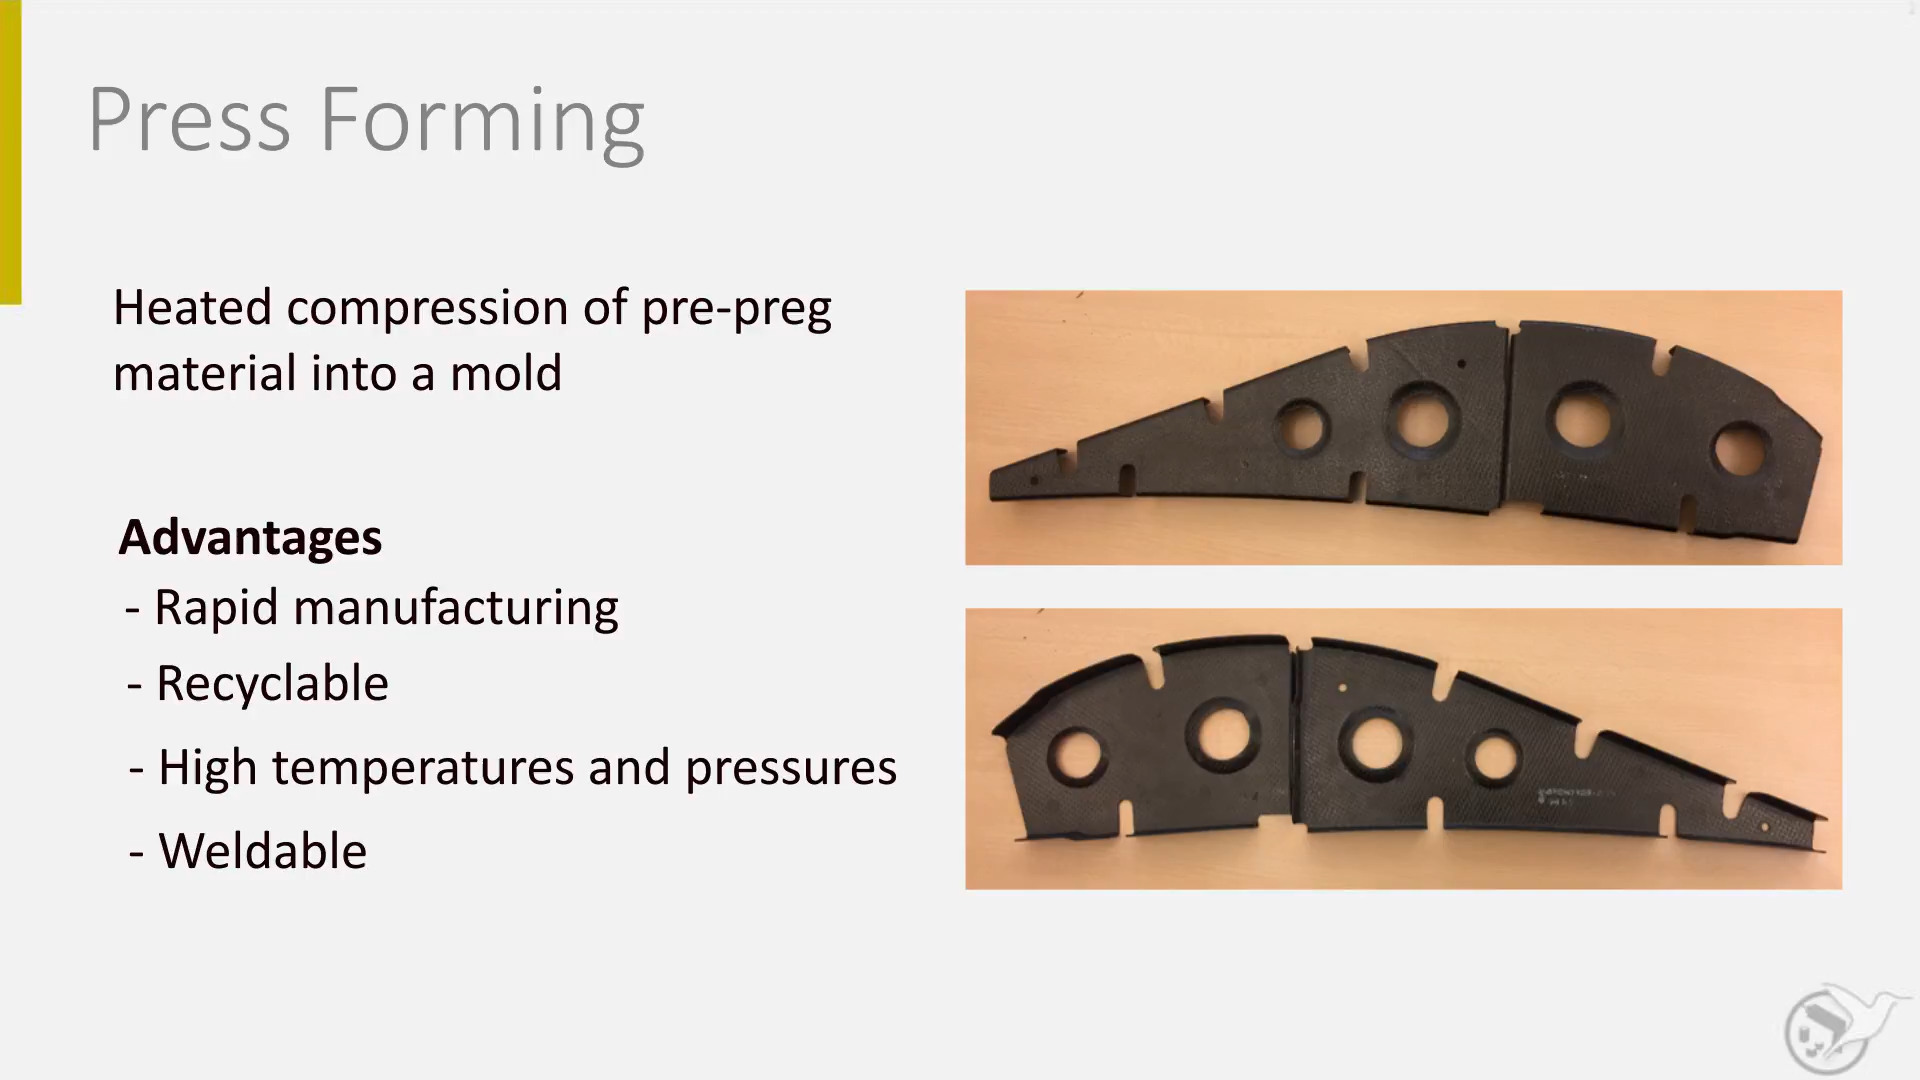 Press Forming
Heated compression of pre-preg
material into a mold
Advantages
- Rapid manufacturing
- Recyclable
- High temperatures and pressures
- Weldable